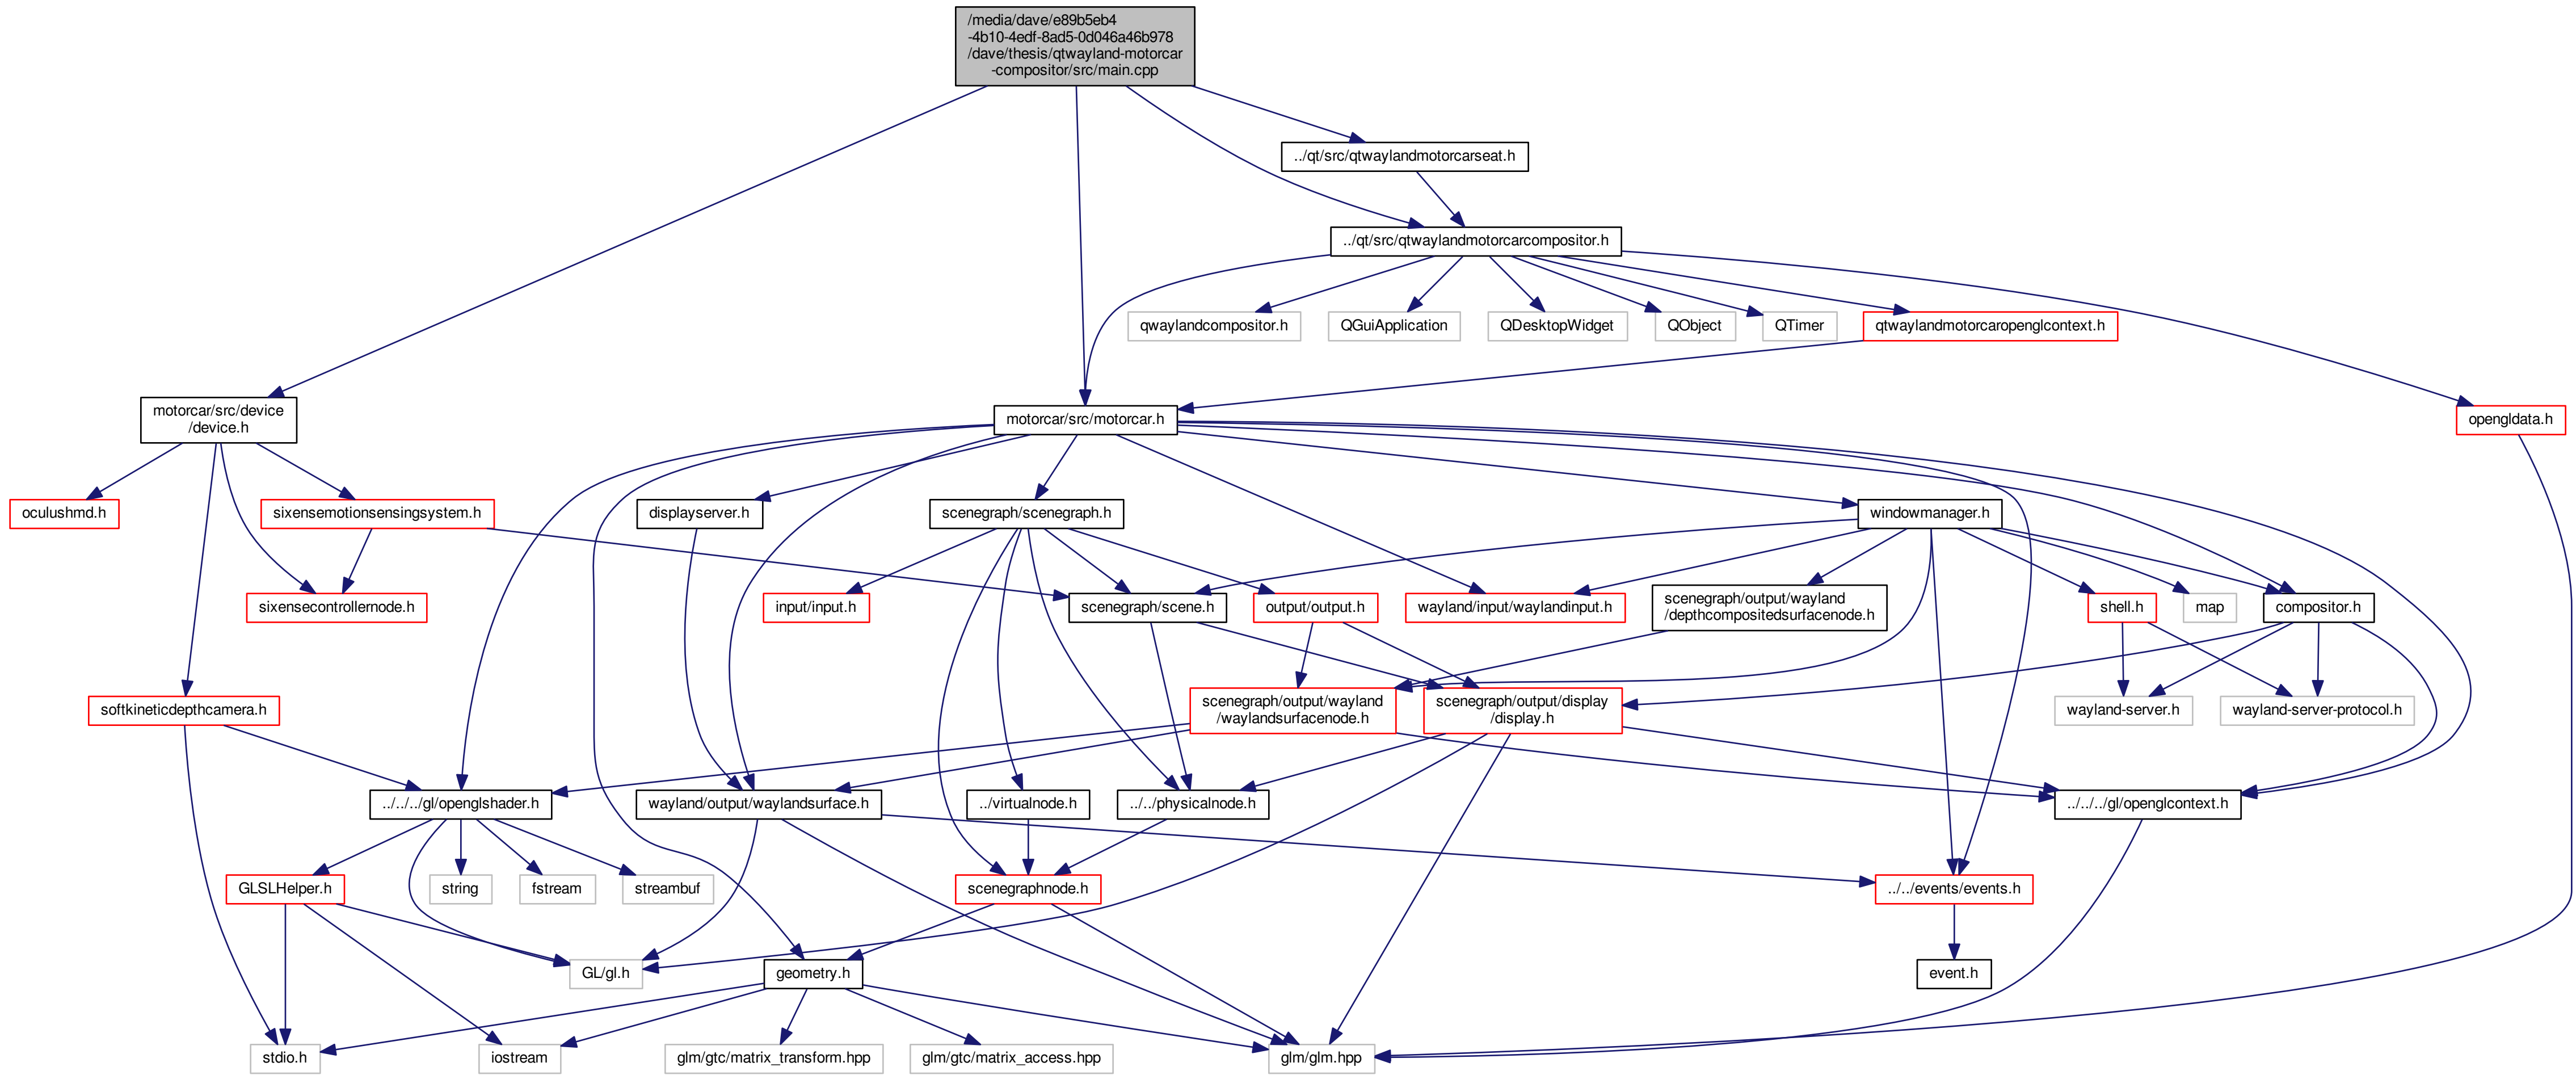 /media/dave/e89b5eb4
-4b10-4edf-8ad5-0d046a46b978
/dave/thesis/qtwayland-motorcar
-compositor/src/main.cpp
../qt/src/qtwaylandmotorcarseat.h
../qt/src/qtwaylandmotorcarcompositor.h
qwaylandcompositor.h
QGuiApplication
QDesktopWidget
QObject
QTimer
qtwaylandmotorcaropenglcontext.h
motorcar/src/device
/device.h
motorcar/src/motorcar.h
opengldata.h
oculushmd.h
sixensemotionsensingsystem.h
displayserver.h
scenegraph/scenegraph.h
windowmanager.h
sixensecontrollernode.h
input/input.h
scenegraph/scene.h
output/output.h
wayland/input/waylandinput.h
scenegraph/output/wayland
/depthcompositedsurfacenode.h
shell.h
map
compositor.h
softkineticdepthcamera.h
scenegraph/output/wayland
/waylandsurfacenode.h
scenegraph/output/display
/display.h
wayland-server.h
wayland-server-protocol.h
../../../gl/openglshader.h
wayland/output/waylandsurface.h
../virtualnode.h
../../physicalnode.h
../../../gl/openglcontext.h
GLSLHelper.h
string
fstream
streambuf
scenegraphnode.h
../../events/events.h
GL/gl.h
geometry.h
event.h
stdio.h
iostream
glm/gtc/matrix_transform.hpp
glm/gtc/matrix_access.hpp
glm/glm.hpp